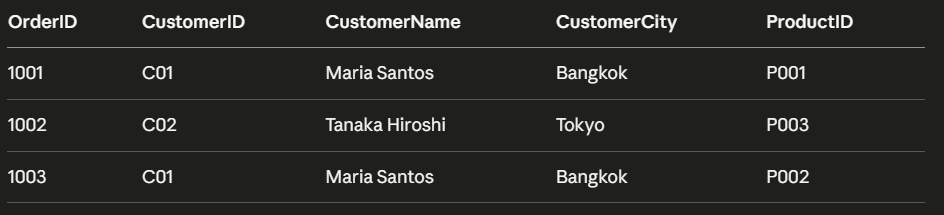 OrderID CustomerID CustomerName CustomerCity ProductID
1001 C01 Maria Santos Bangkok P001
1002 C02 Tanaka Hiroshi Tokyo P003
1003 C01 Maria Santos Bangkok P002